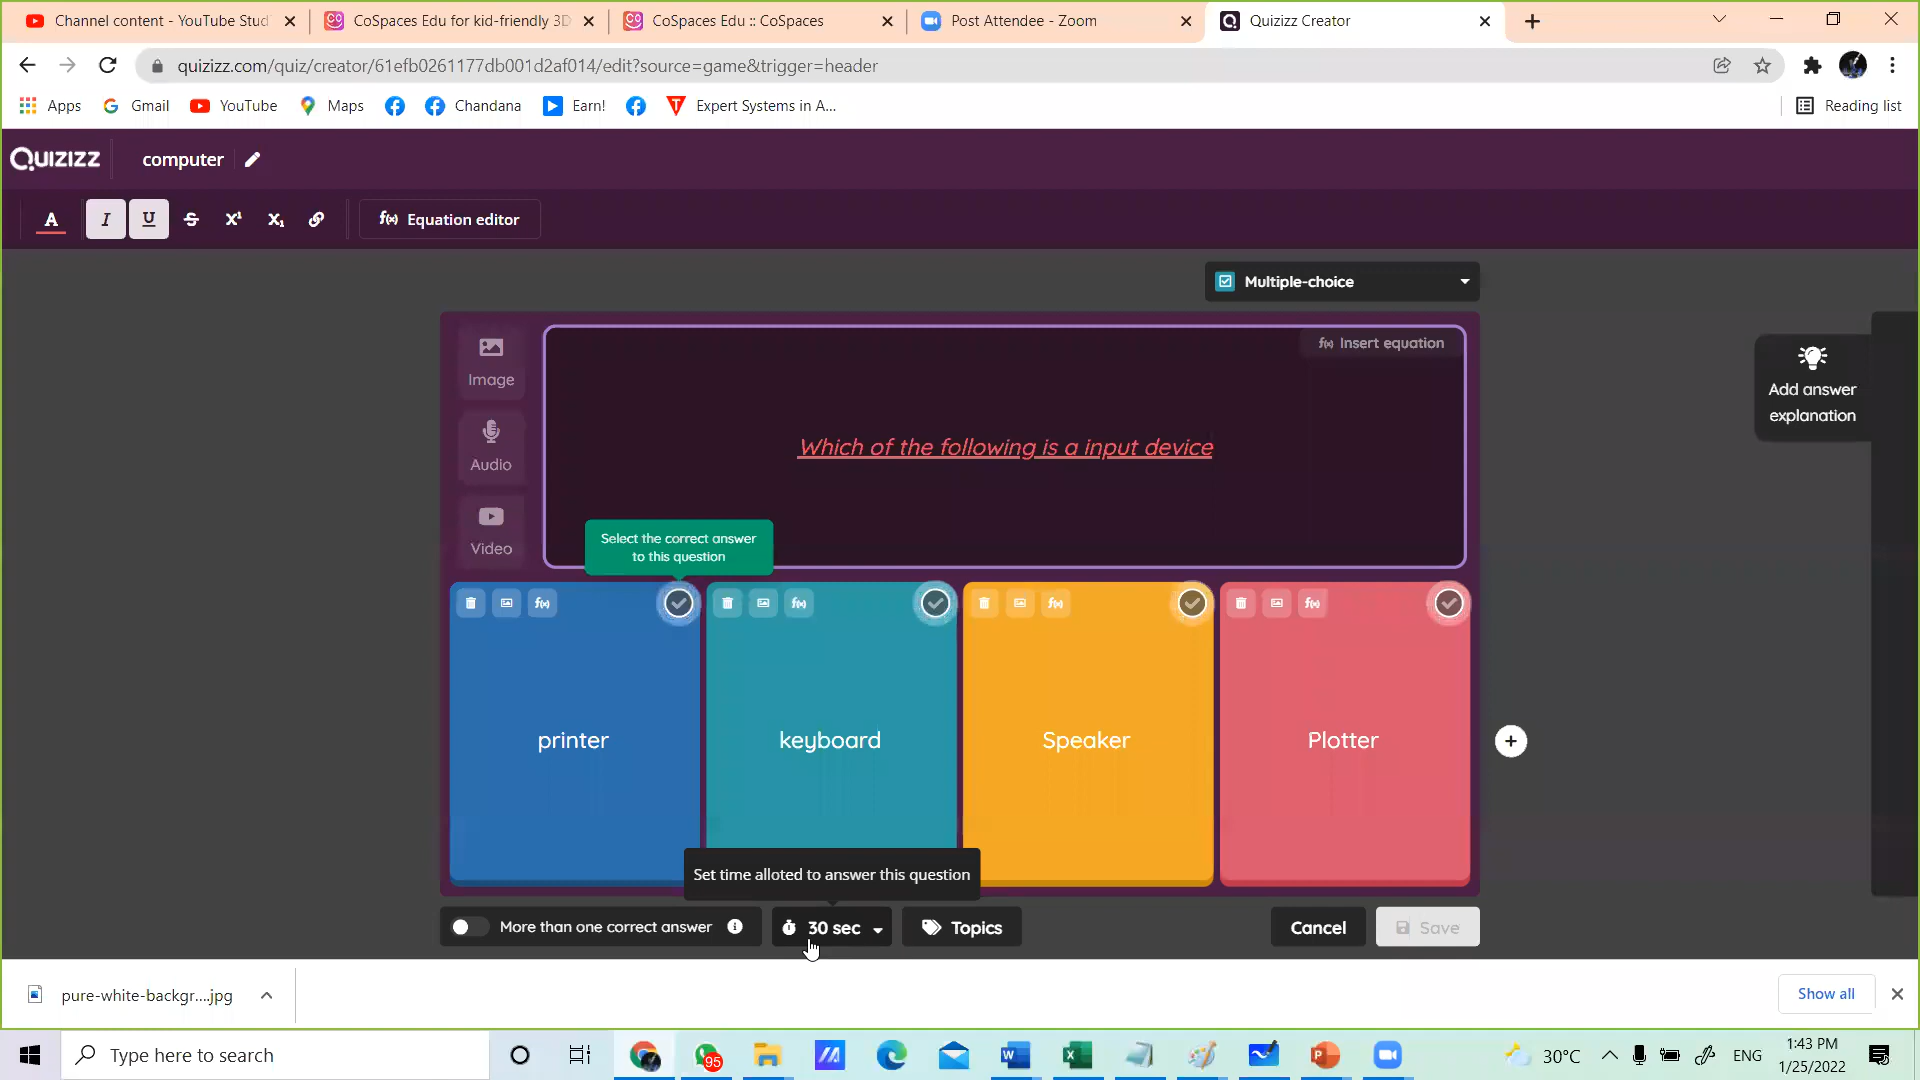 Channel content - YouTube Stud
CoSpaces Edu for kid-friendly 3D
CoSpaces Edu :: CoSpaces
Post Attendee - Zoom
Quizizz Creator
quizizz.com/quiz/creator/61efb0261177db001d2af014/edit?source=game&trigger=header
Apps
Gmail
YouTube
Maps
Chandana
Earn!
Expert Systems in A...
Reading list
Quizizz
computer
A
I
U
S
X¹
X₁
f(x) Equation editor
Multiple-choice
Image
Audio
Video
f(x) Insert equation
Which of the following is a input device
Add answer
explanation
Select the correct answer
to this question
f(x)
f(x)
f(x)
f(x)
printer
keyboard
Speaker
Plotter
Set time alloted to answer this question
More than one correct answer
30 sec
Topics
Cancel
Save
pure-white-backgr....jpg
Show all
Type here to search
95
30°C
ENG
1:43 PM
1/25/2022